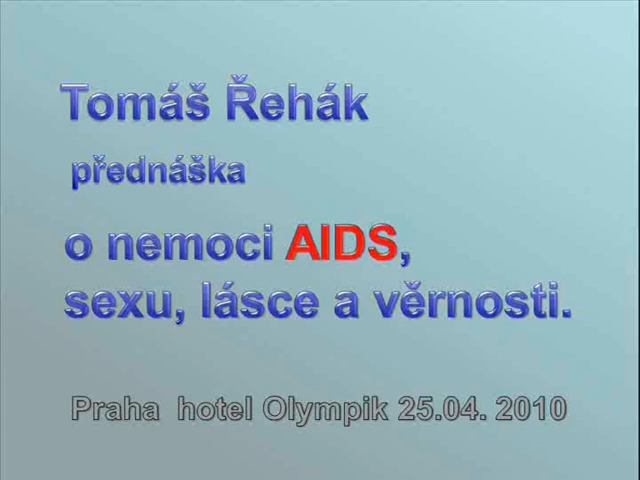 Tomáš Řehák
přednáška
o nemoci AIDS,
sexu, lásce a věrnosti.
Praha hotel Olympik 25.04. 2010